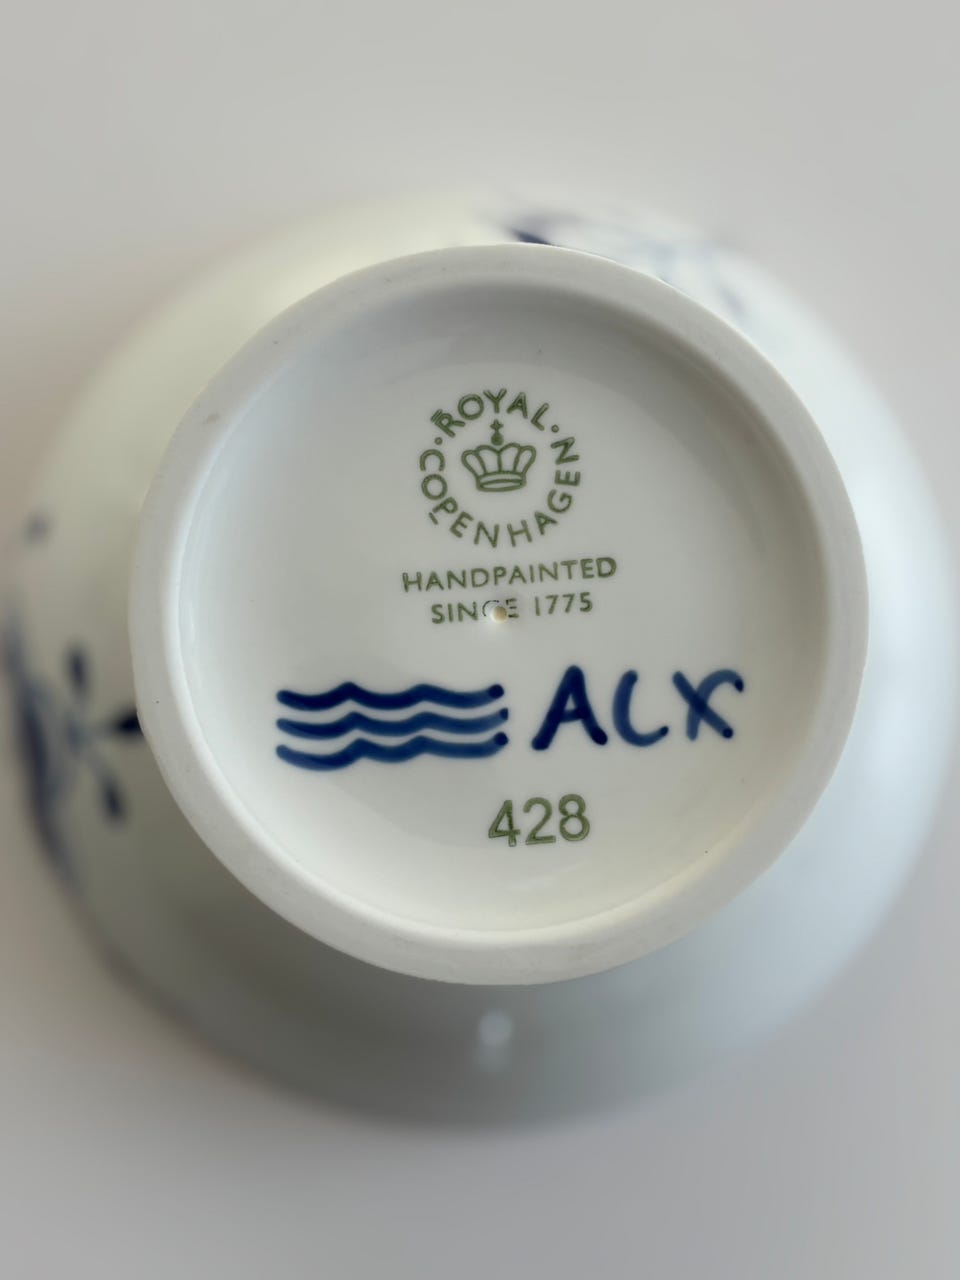 ROYAL · COPENHAGEN ·
HANDPAINTED
SINCE 1775
ALX
428